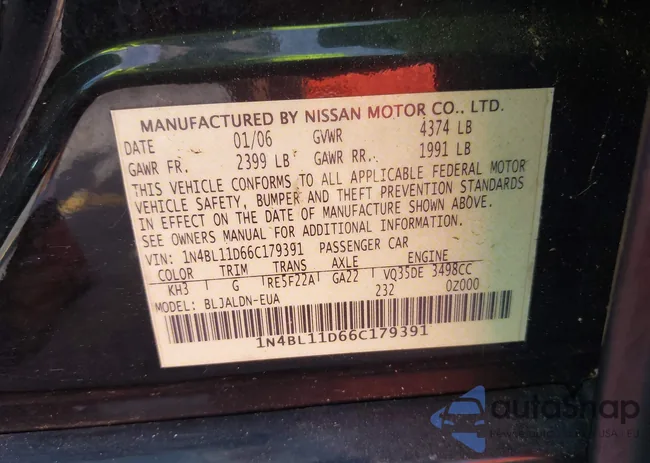 MANUFACTURED BY NISSAN MOTOR CO., LTD.
DATE 01/06 GVWR 4374 LB
GAWR FR. 2399 LB GAWR RR. 1991 LB
THIS VEHICLE CONFORMS TO ALL APPLICABLE FEDERAL MOTOR
VEHICLE SAFETY, BUMPER AND THEFT PREVENTION STANDARDS
IN EFFECT ON THE DATE OF MANUFACTURE SHOWN ABOVE.
SEE OWNERS MANUAL FOR ADDITIONAL INFORMATION.
VIN: 1N4BL11D66C179391 PASSENGER CAR
COLOR TRIM TRANS AXLE ENGINE
KH3 G RE5F22A GA22 VQ35DE 3498CC
MODEL: BLJALDN-EUA 232 0Z000
1N4BL11D66C179391
autoSnap